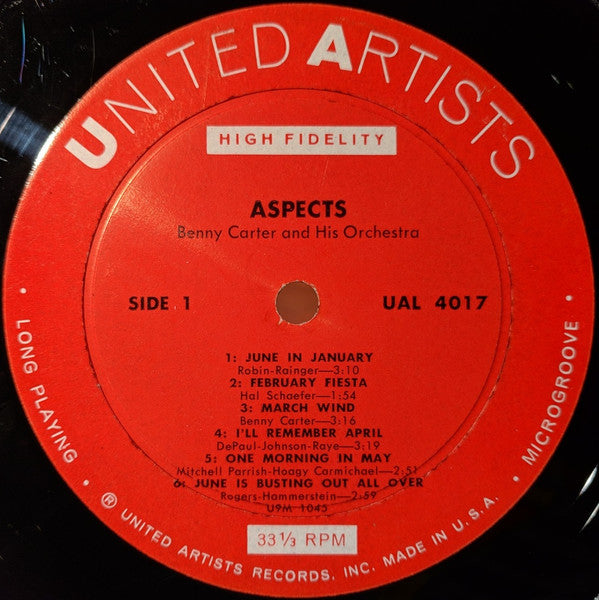 UNITED ARTISTS
HIGH FIDELITY
ASPECTS
Benny Carter and His Orchestra
SIDE 1
UAL 4017
1: JUNE IN JANUARY
Robin-Rainger—3:10
2: FEBRUARY FIESTA
Hal Schaefer—1:54
3: MARCH WIND
Benny Carter—3:16
4: I'LL REMEMBER APRIL
DePaul-Johnson-Raye—3:19
5: ONE MORNING IN MAY
Mitchell Parrish-Hoagy Carmichael—2:51
6: JUNE IS BUSTING OUT ALL OVER
Rogers-Hammerstein—2:59
U9M 1045
33 1/3 RPM
• LONG PLAYING • ® UNITED ARTISTS RECORDS, INC. MADE IN U.S.A. • MICROGROOVE •